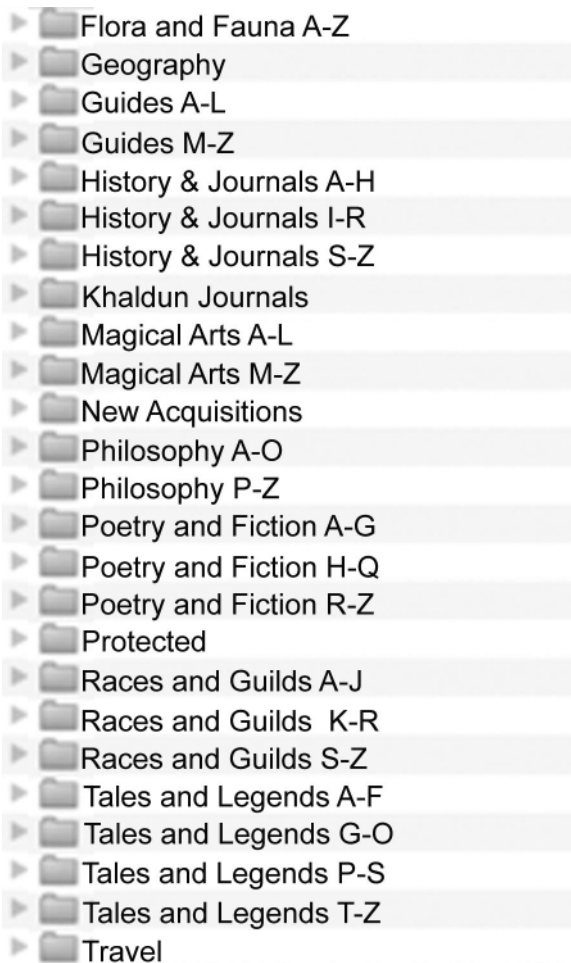 Flora and Fauna A-Z
Geography
Guides A-L
Guides M-Z
History & Journals A-H
History & Journals I-R
History & Journals S-Z
Khaldun Journals
Magical Arts A-L
Magical Arts M-Z
New Acquisitions
Philosophy A-O
Philosophy P-Z
Poetry and Fiction A-G
Poetry and Fiction H-Q
Poetry and Fiction R-Z
Protected
Races and Guilds A-J
Races and Guilds K-R
Races and Guilds S-Z
Tales and Legends A-F
Tales and Legends G-O
Tales and Legends P-S
Tales and Legends T-Z
Travel